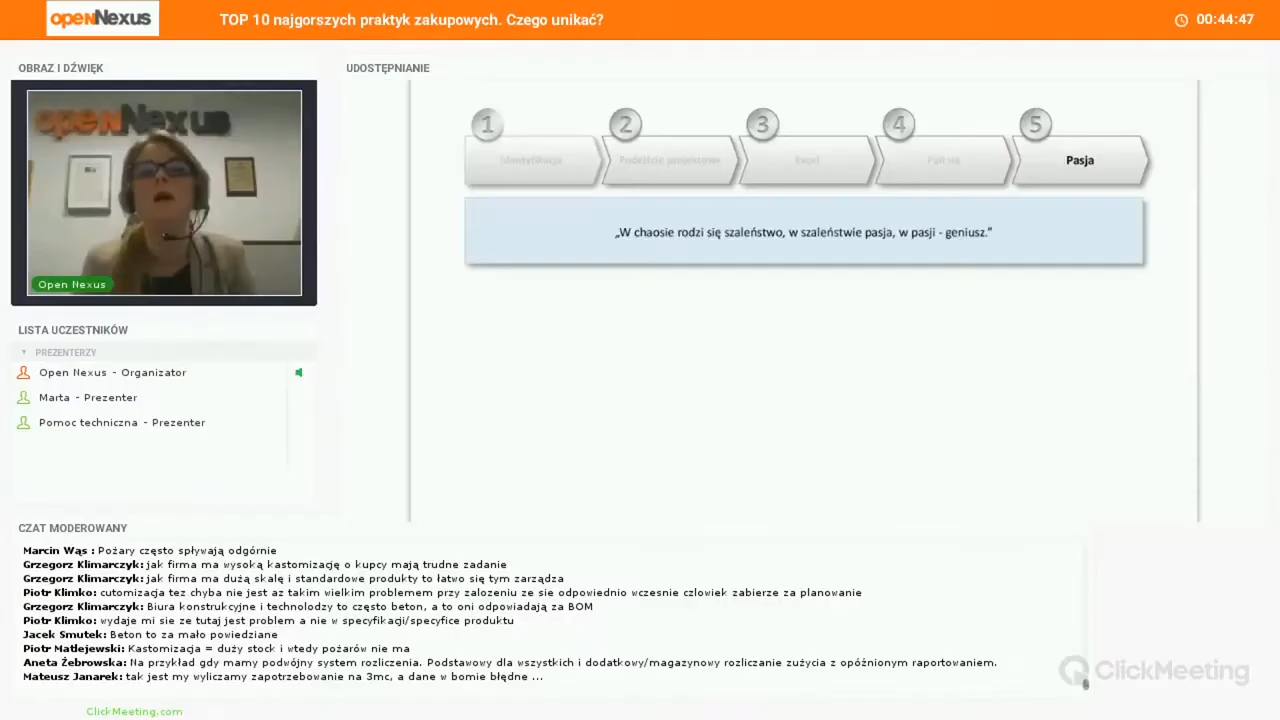 openNexus
TOP 10 najgorszych praktyk zakupowych. Czego unikać?
00:44:47
OBRAZ I DŹWIĘK
UDOSTĘPNIANIE
openNexus
Open Nexus
1
2
3
4
5
Identyfikacja
Podejście projektowe
Excel
Pasja
„W chaosie rodzi się szaleństwo, w szaleństwie pasja, w pasji - geniusz.”
LISTA UCZESTNIKÓW
PREZENTERZY
Open Nexus - Organizator
Marta - Prezenter
Pomoc techniczna - Prezenter
CZAT MODEROWANY
Marcin Wąs : Pożary często spływają odgórnie
Grzegorz Klimarczyk: jak firma ma wysoką kastomizację o kupcy mają trudne zadanie
Grzegorz Klimarczyk: jak firma ma dużą skalę i standardowe produkty to łatwo się tym zarządza
Piotr Klimko: cutomizacja tez chyba nie jest az takim wielkim problemem przy zalozeniu ze sie odpowiednio wczesnie czlowiek zabierze za planowanie
Grzegorz Klimarczyk: Biura konstrukcyjne i technolodzy to często beton, a to oni odpowiadają za BOM
Piotr Klimko: wydaje mi sie ze tutaj jest problem a nie w specyfikacji/specyfice produktu
Jacek Smutek: Beton to za mało powiedziane
Piotr Matlejewski: Kastomizacja = duży stock i wtedy pożarów nie ma
Aneta Żebrowska: Na przykład gdy mamy podwójny system rozliczenia. Podstawowy dla wszystkich i dodatkowy/magazynowy rozliczanie zużycia z opóżnionym raportowaniem.
Mateusz Janarek: tak jest my wyliczamy zapotrzebowanie na 3mc, a dane w bomie błędne ...
ClickMeeting
ClickMeeting.com